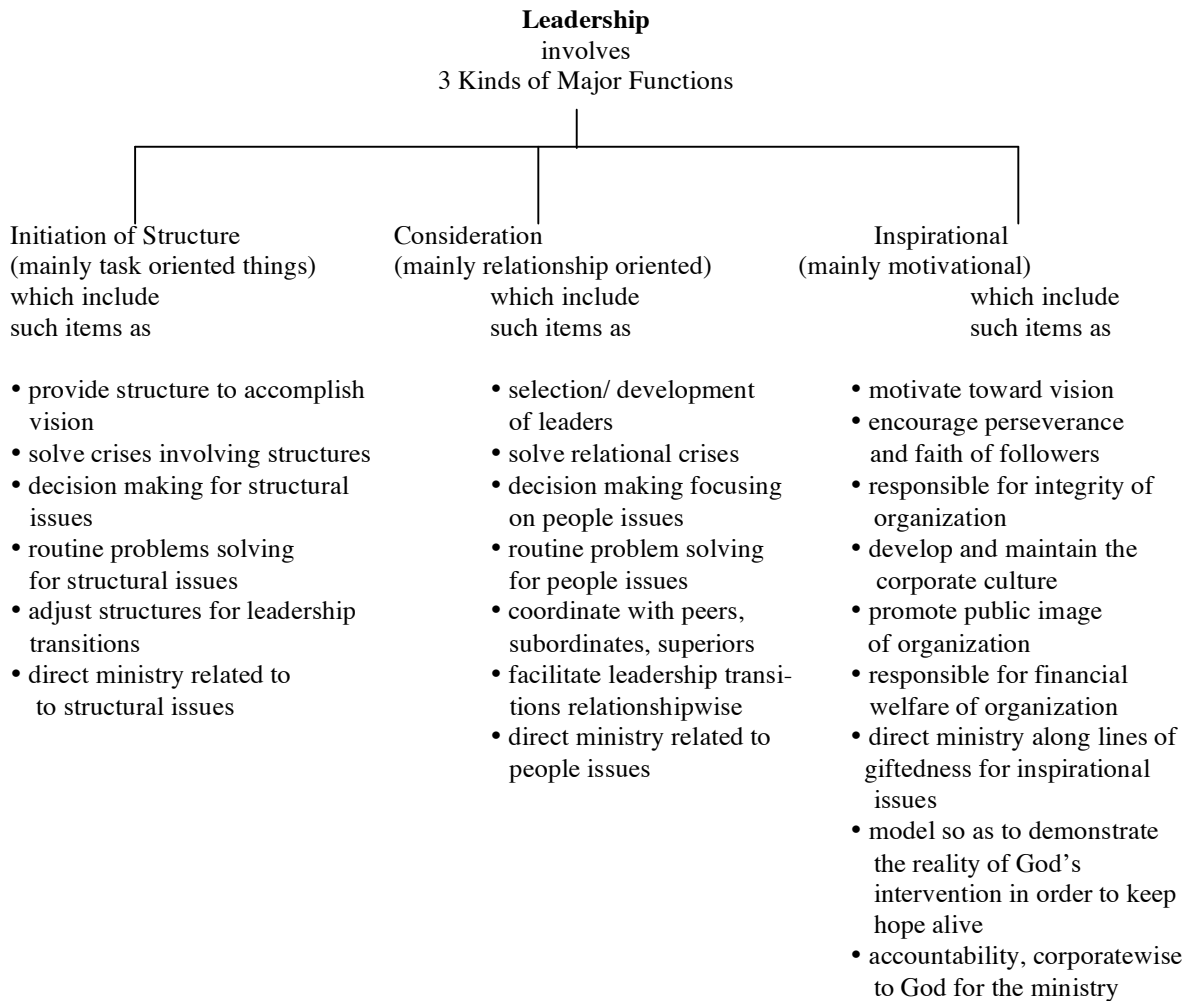 Leadership
involves
3 Kinds of Major Functions
Initiation of Structure
(mainly task oriented things)
which include
such items as
• provide structure to accomplish
vision
• solve crises involving structures
• decision making for structural
issues
• routine problems solving
for structural issues
• adjust structures for leadership
transitions
• direct ministry related to
to structural issues
Consideration
(mainly relationship oriented)
which include
such items as
• selection/ development
of leaders
• solve relational crises
• decision making focusing
on people issues
• routine problem solving
for people issues
• coordinate with peers,
subordinates, superiors
• facilitate leadership transi-
tions relationshipwise
• direct ministry related to
people issues
Inspirational
(mainly motivational)
which include
such items as
• motivate toward vision
• encourage perseverance
and faith of followers
• responsible for integrity of
organization
• develop and maintain the
corporate culture
• promote public image
of organization
• responsible for financial
welfare of organization
• direct ministry along lines of
giftedness for inspirational
issues
• model so as to demonstrate
the reality of God’s
intervention in order to keep
hope alive
• accountability, corporatewise
to God for the ministry